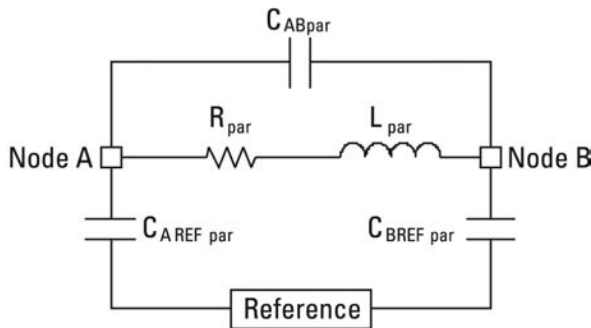 C ABpar
R par
L par
Node A
Node B
C A REF par
C BREF par
Reference